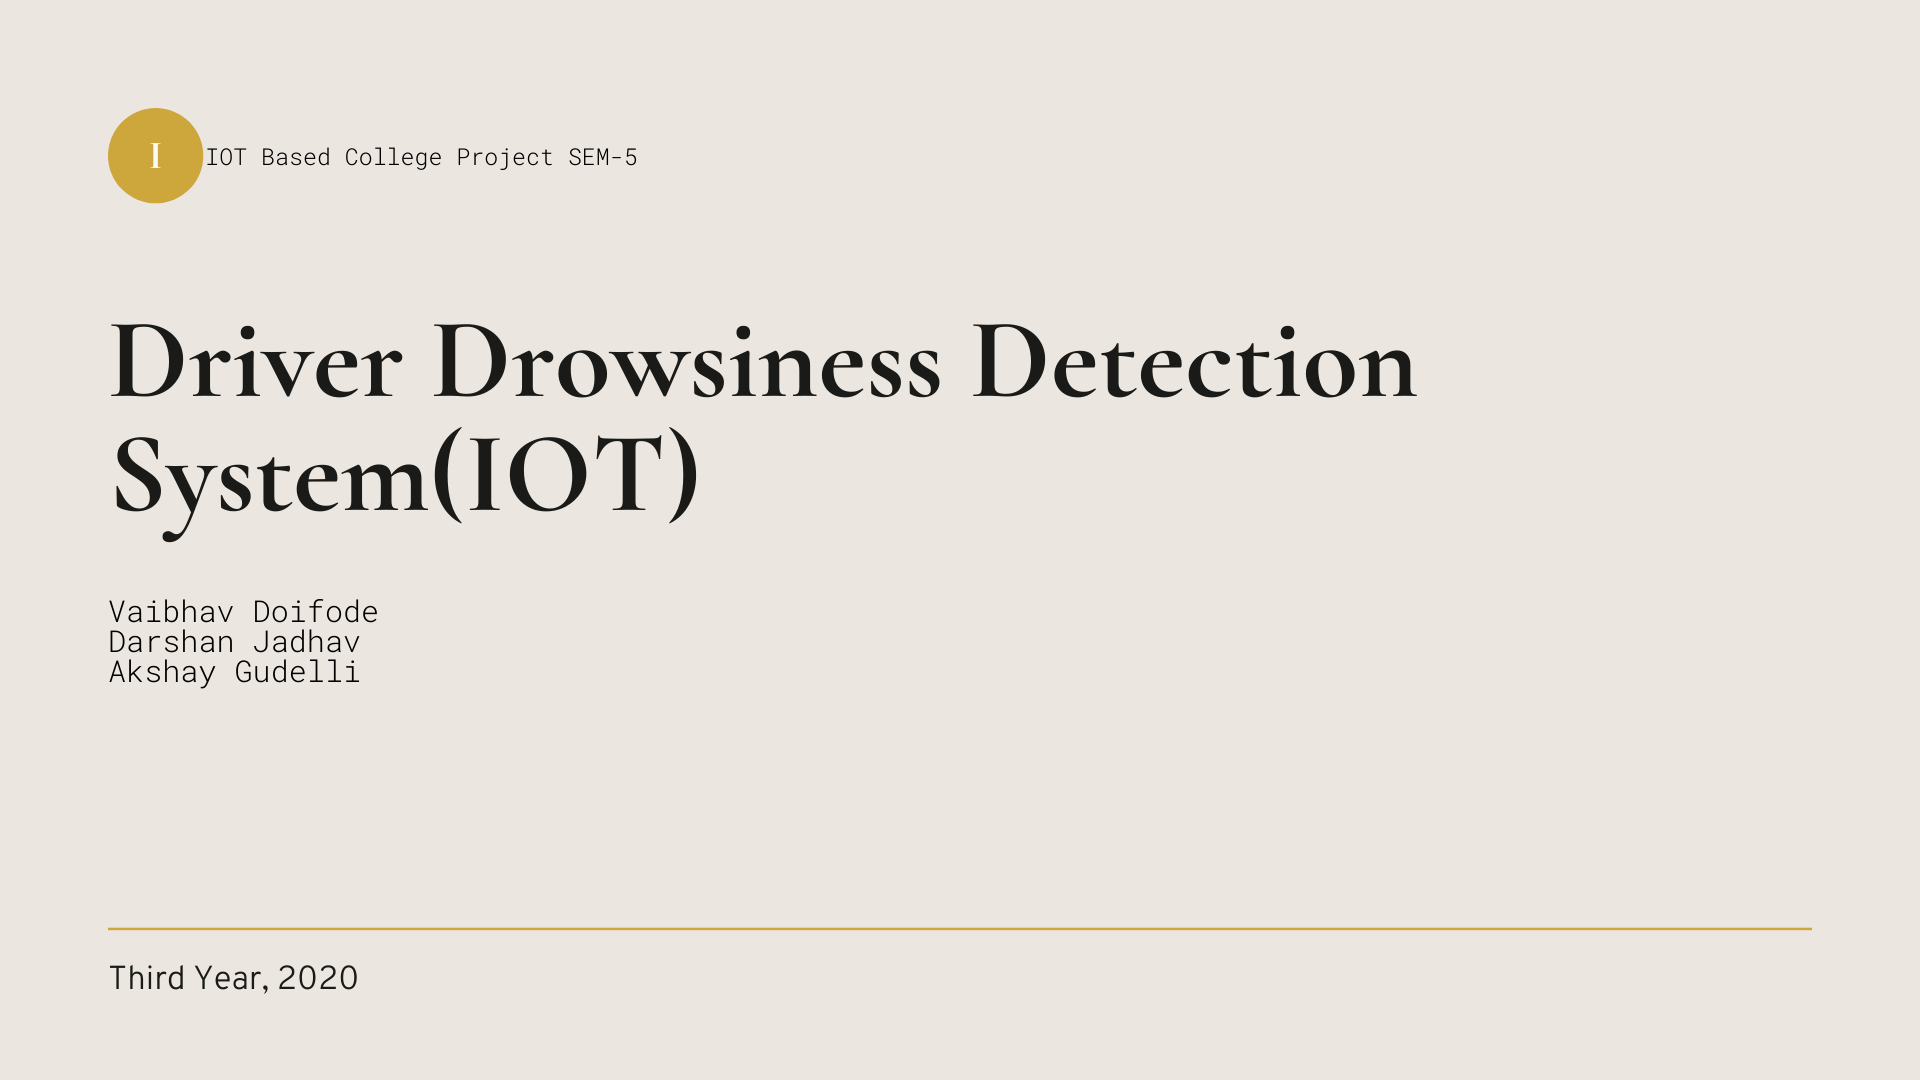 I
IOT Based College Project SEM-5
Driver Drowsiness Detection
System(IOT)
Vaibhav Doifode
Darshan Jadhav
Akshay Gudelli
Third Year, 2020